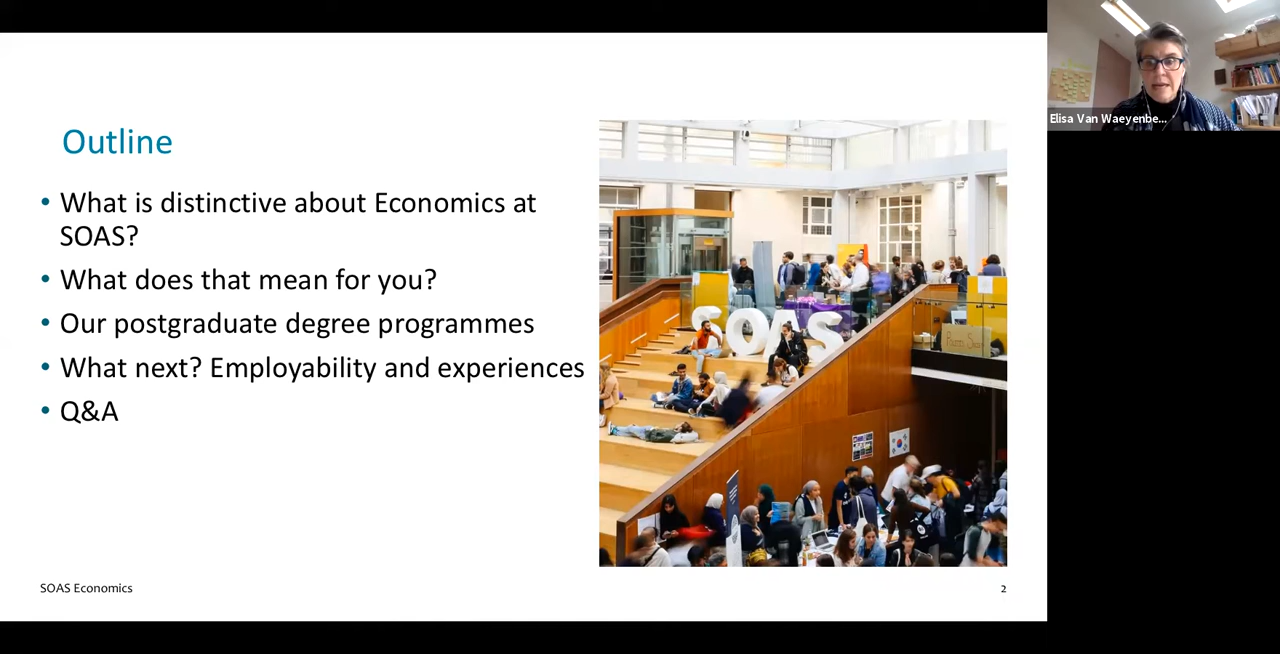 Outline
• What is distinctive about Economics at
SOAS?
• What does that mean for you?
• Our postgraduate degree programmes
• What next? Employability and experiences
• Q&A
SOAS
SOAS Economics
2
Elisa Van Waeyenbe...